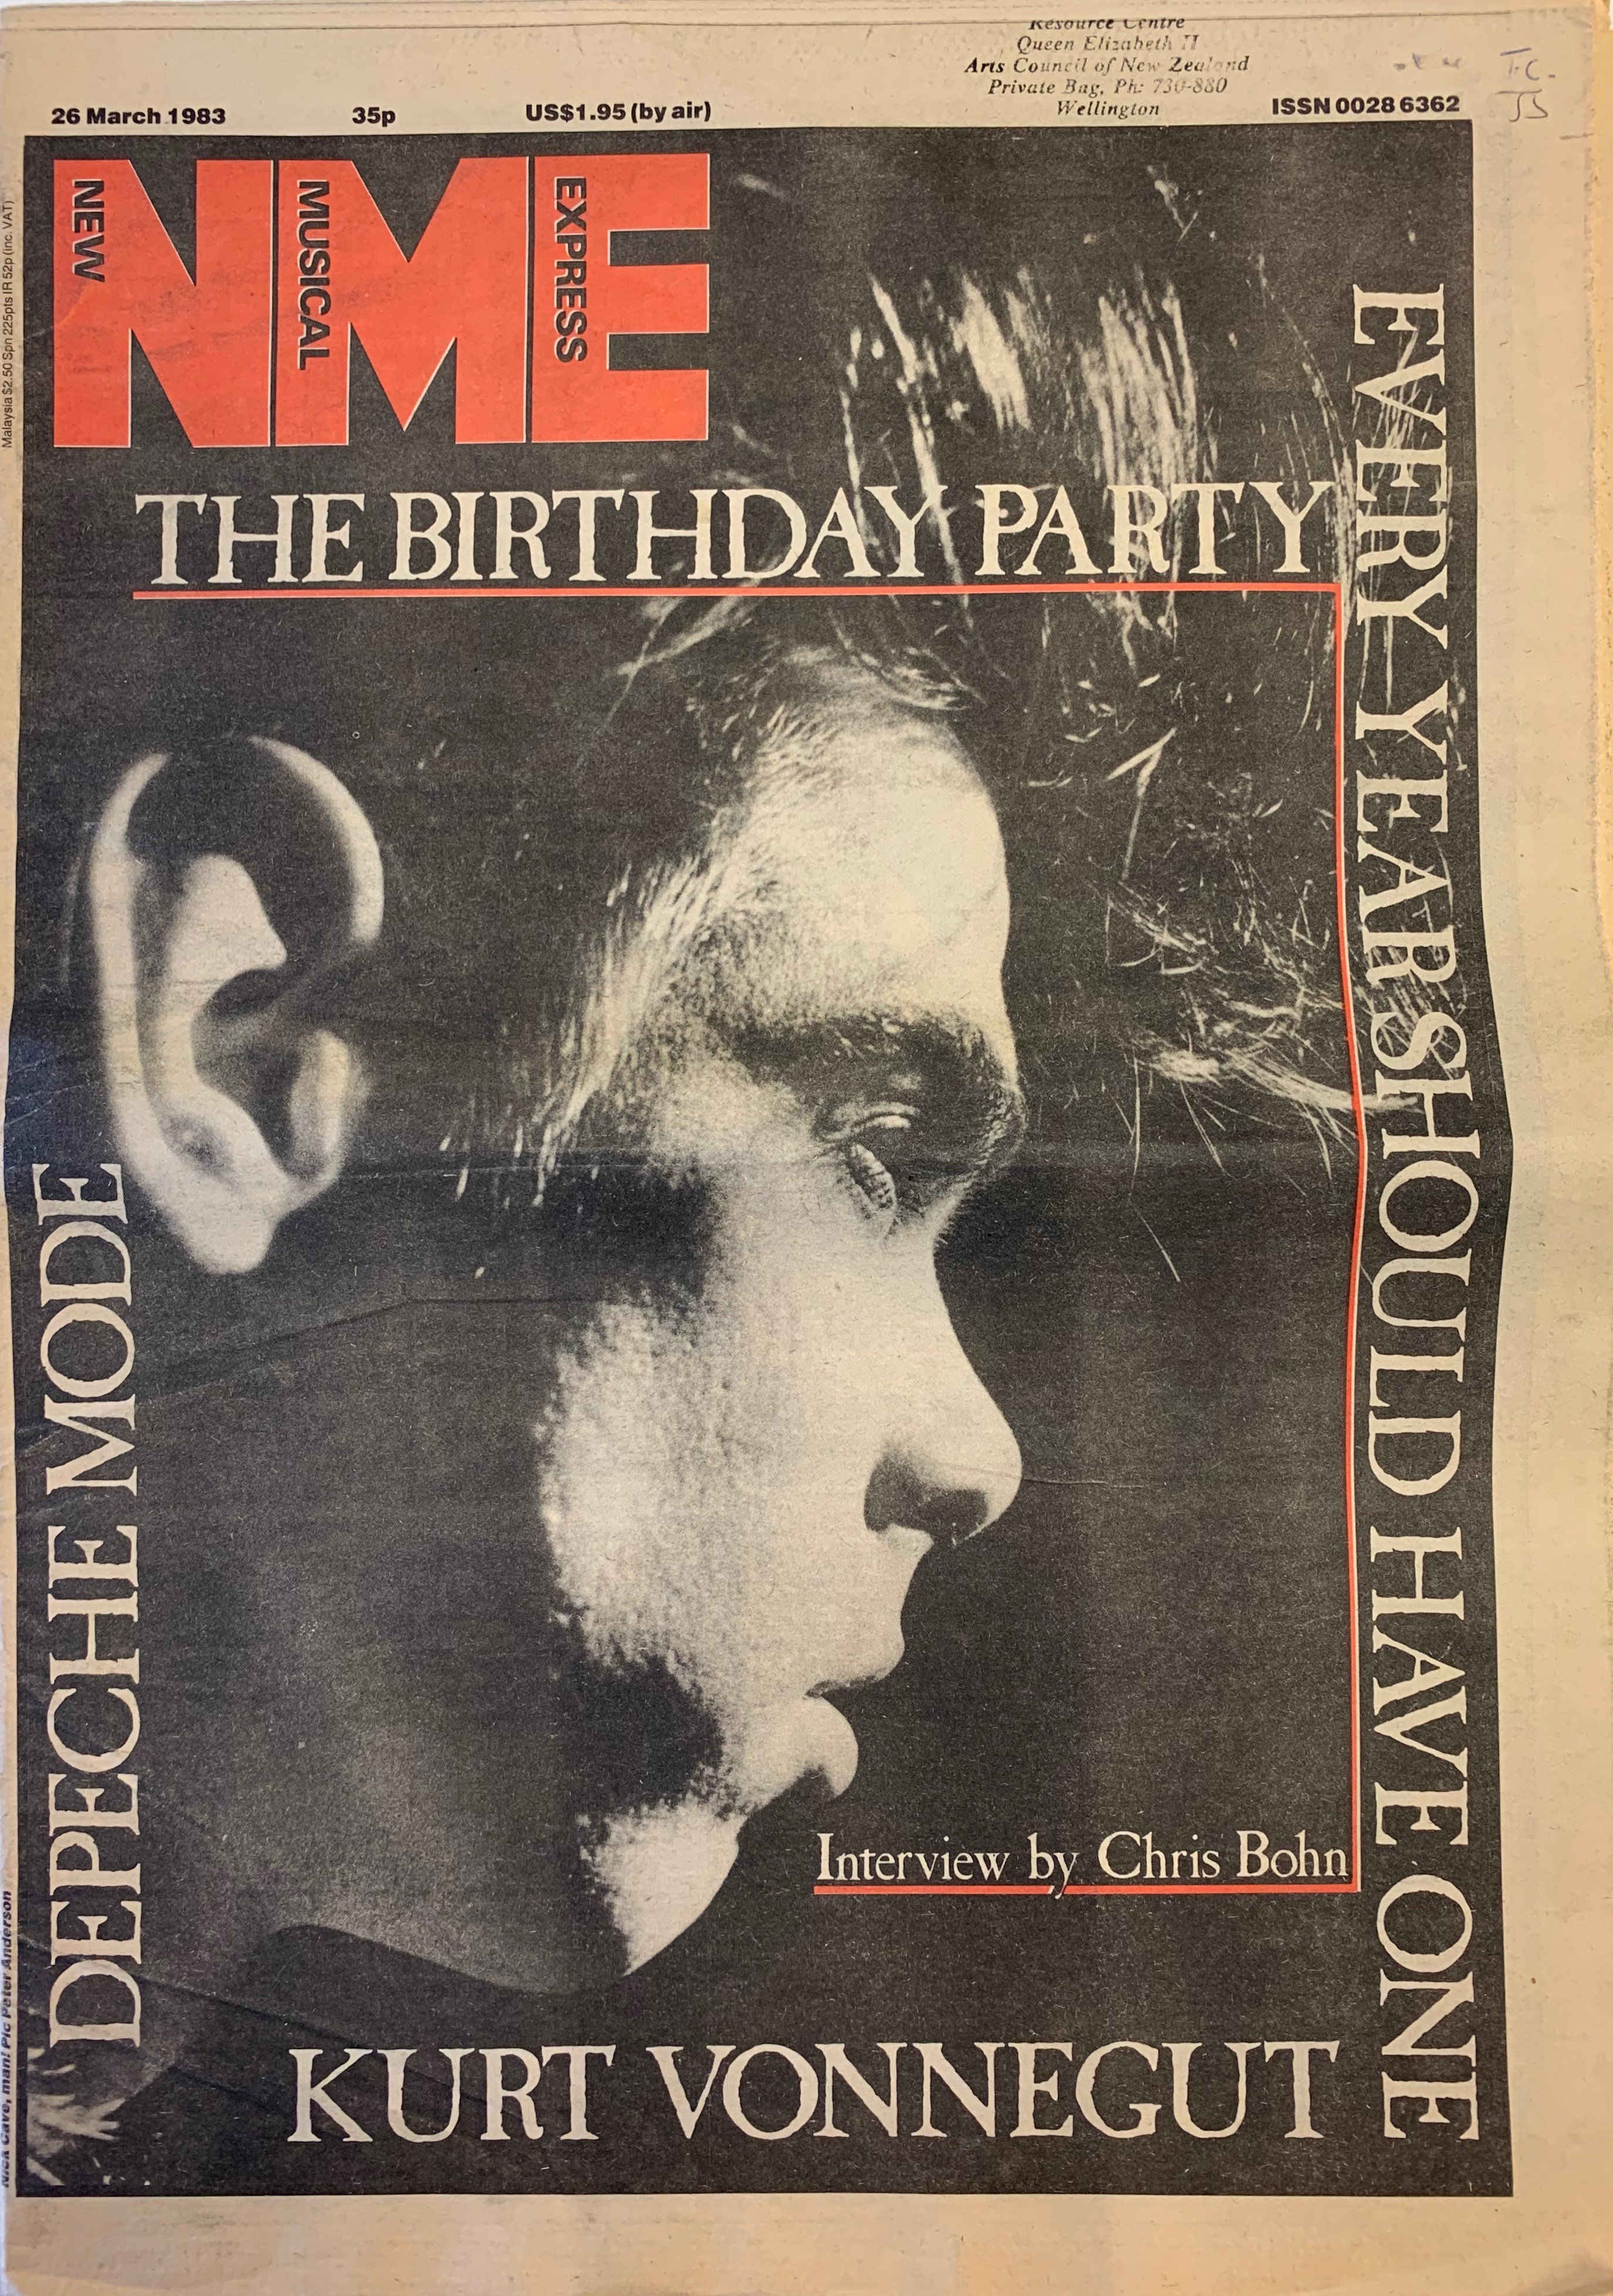 Resource Centre
Queen Elizabeth II
Arts Council of New Zealand
Private Bag, Ph: 730-880
Wellington
T.C.
26 March 1983 35p US$1.95 (by air) ISSN 0028 6362
NEW MUSICAL EXPRESS
NME
Malaysia $2.50 Spn 225pts IR 52p (inc. VAT)
THE BIRTHDAY PARTY
EVERY YEAR SHOULD HAVE ONE
Interview by Chris Bohn
DEPECHE MODE
KURT VONNEGUT
Nick Cave, man! Pic Peter Anderson